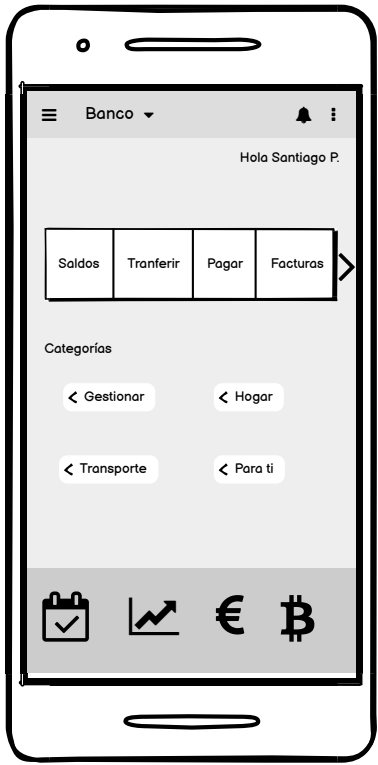 Banco
Hola Santiago P.
Saldos Tranferir Pagar Facturas
Categorías
Gestionar Hogar
Transporte Para ti